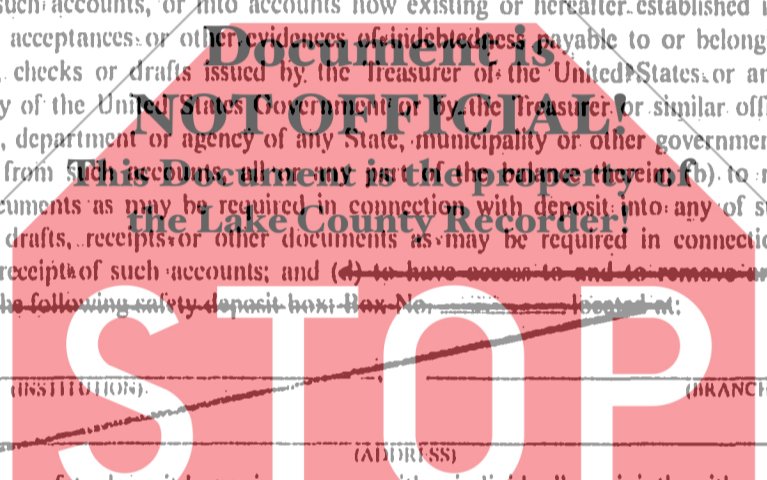 such accounts, or into accounts now existing or hereafter established i
acceptances or other evidences of indebtedness payable to or belong
Document is
, checks or drafts issued by the Treasurer of the United States or an
y of the United States Government or by the Treasurer or similar offi
NOT OFFICIAL!
, department or agency of any State, municipality or other governmen
from such accounts all or any part of the balance therein; (b) to
This Document is the property of
cuments as may be required in connection with deposit into any of su
the Lake County Recorder!
drafts, receipts or other documents as may be required in connectio
receipt of such accounts; and (d) to have access to and to remove an
he following safety deposit box: Box No. located at:
STOP
(INSTITUTION) (BRANCH
(ADDRESS)